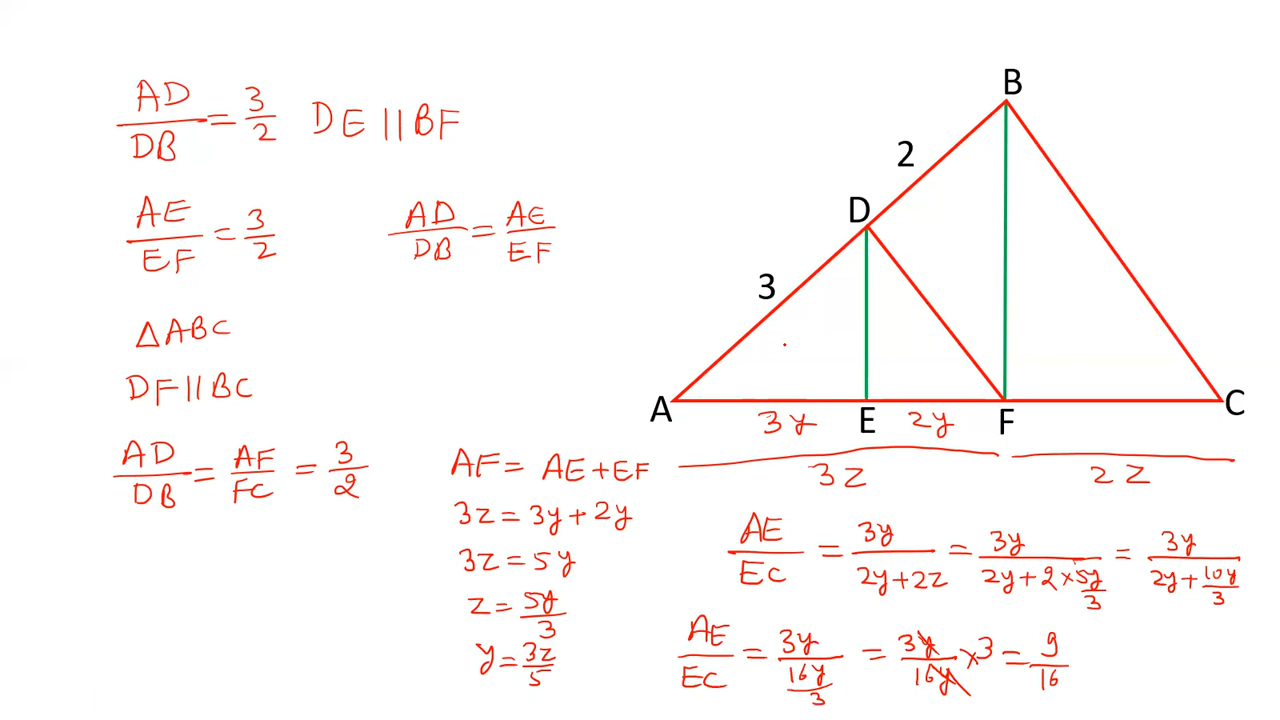 AD/DB = 3/2 DE || BF
AE/EF = 3/2 AD/DB = AE/EF
△ABC
DF || BC
AD/DB = AF/FC = 3/2
AF = AE + EF
3z = 3y + 2y
3z = 5y
z = 5y/3
y = 3z/5
B
2
D
3
A E F C
3y 2y
3z 2z
AE/EC = 3y/2y+2z = 3y/2y+2×5y/3 = 3y/2y+10y/3
AE/EC = 3y/16y/3 = 3y/16y ×3 = 9/16